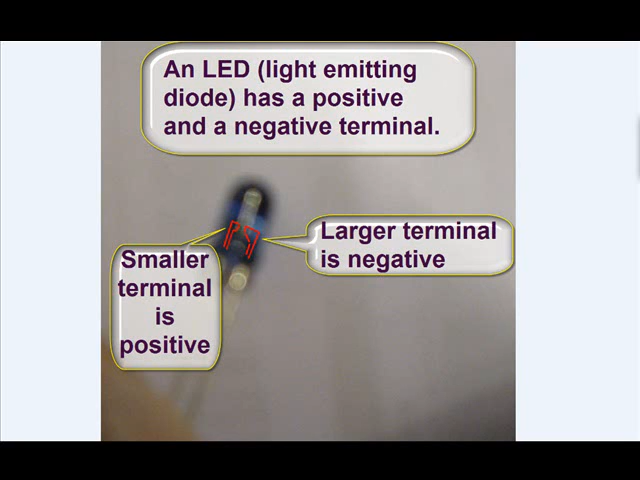 An LED (light emitting
diode) has a positive
and a negative terminal.
Larger terminal
is negative
Smaller
terminal
is
positive